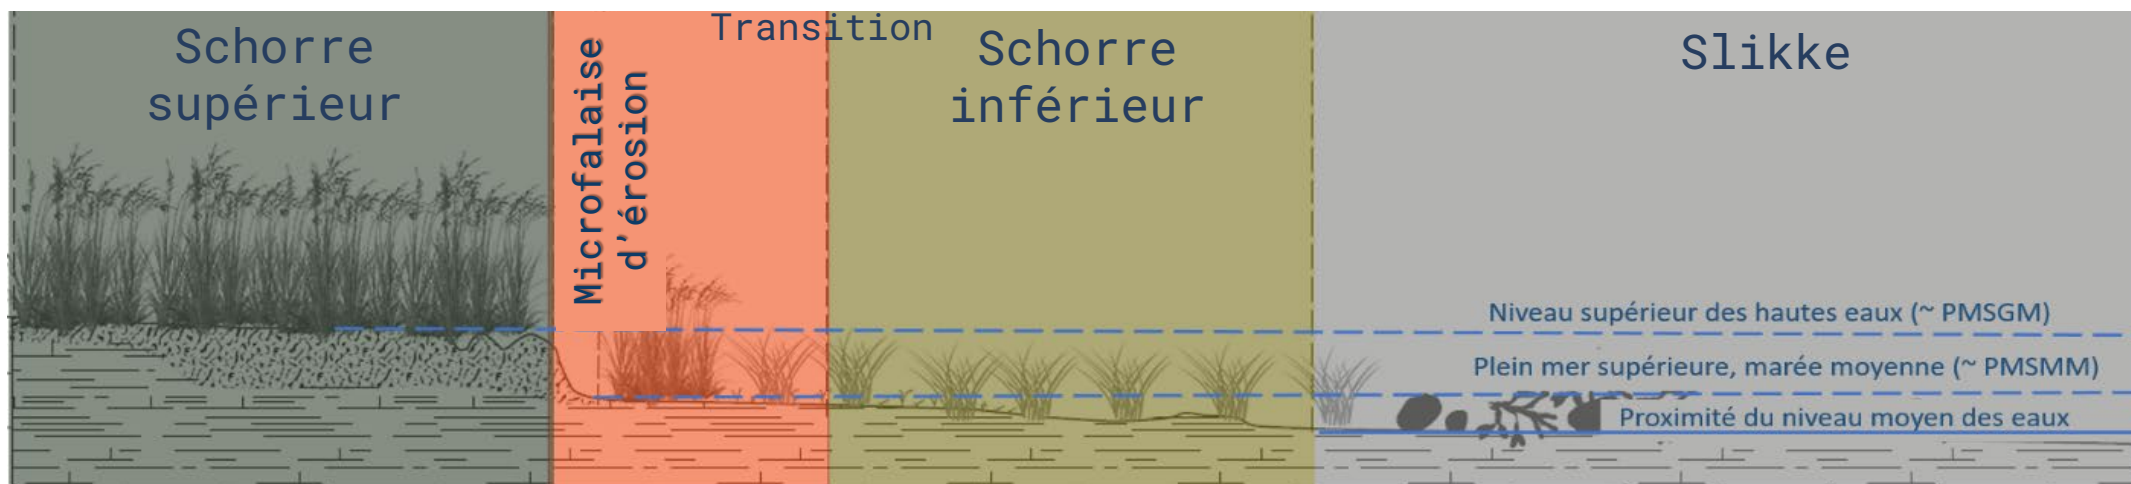 Schorre
supérieur
Microfalaise
d'érosion
Transition
Schorre
inférieur
Slikke
Niveau supérieur des hautes eaux (~ PMSGM)
Plein mer supérieure, marée moyenne (~ PMSMM)
Proximité du niveau moyen des eaux